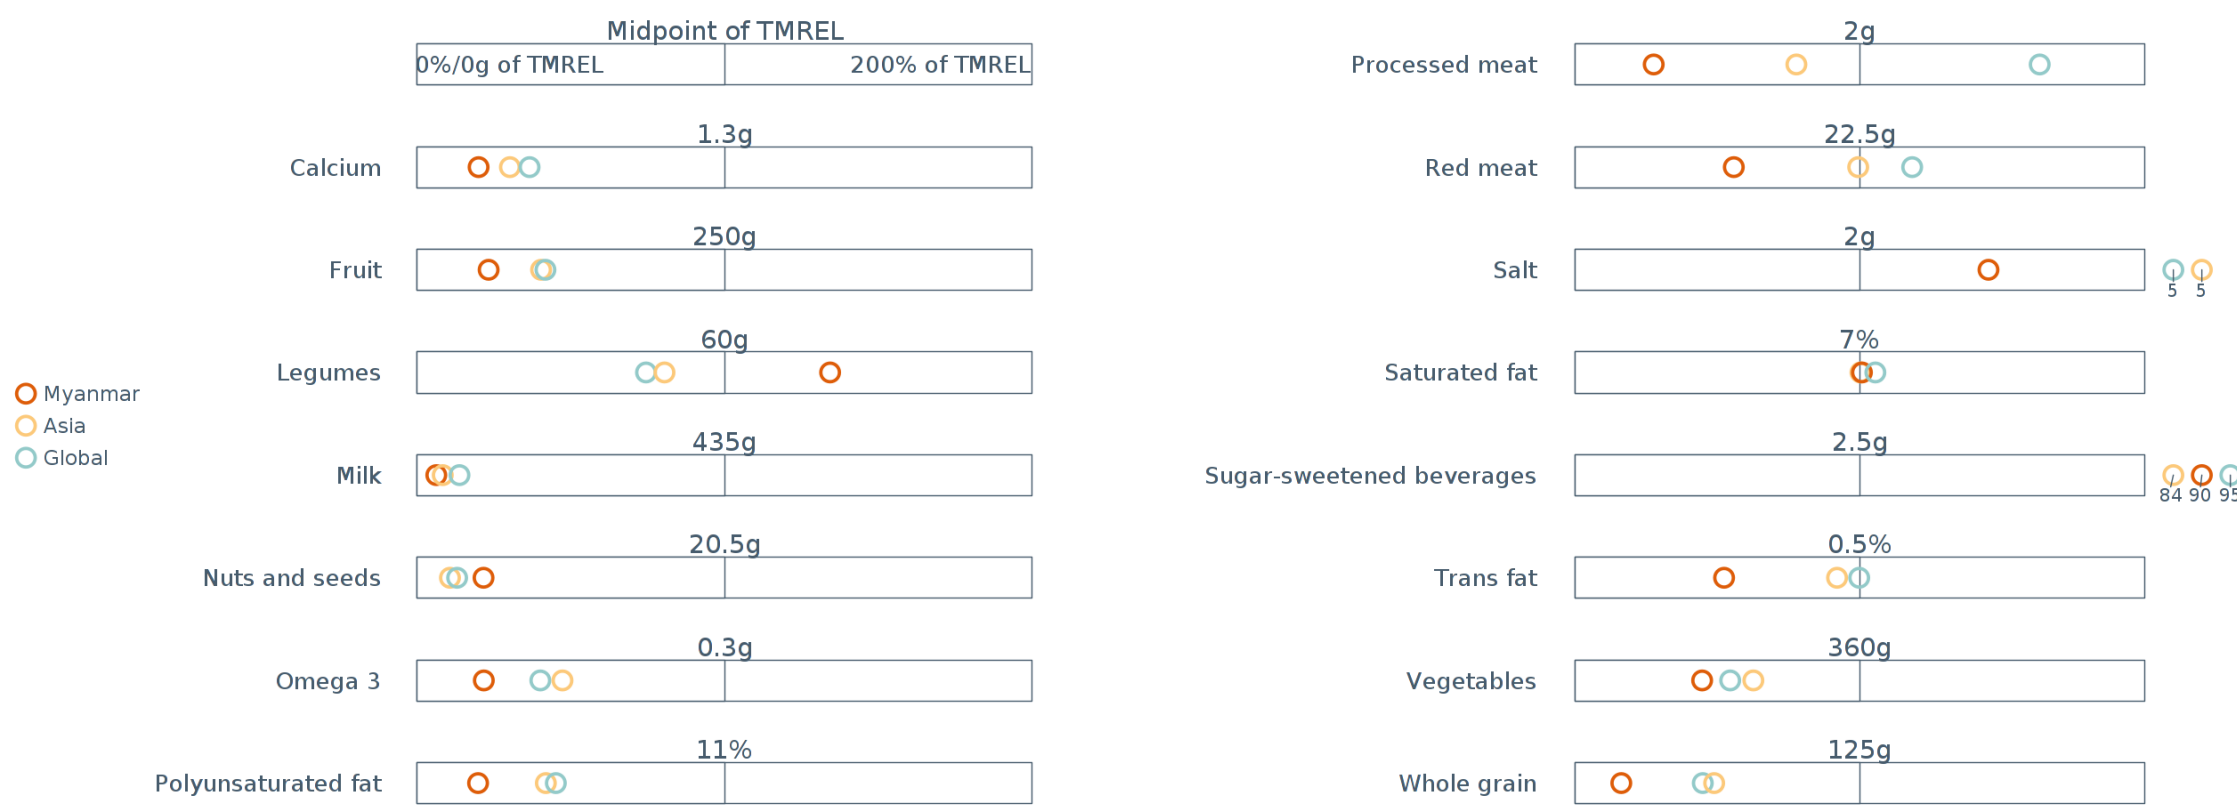 Midpoint of TMREL
0%/0g of TMREL 200% of TMREL
Calcium 1.3g
Fruit 250g
Legumes 60g
Milk 435g
Nuts and seeds 20.5g
Omega 3 0.3g
Polyunsaturated fat 11%
Myanmar
Asia
Global
Processed meat 2g
Red meat 22.5g
Salt 2g
5 5
Saturated fat 7%
Sugar-sweetened beverages 2.5g
84 90 95
Trans fat 0.5%
Vegetables 360g
Whole grain 125g